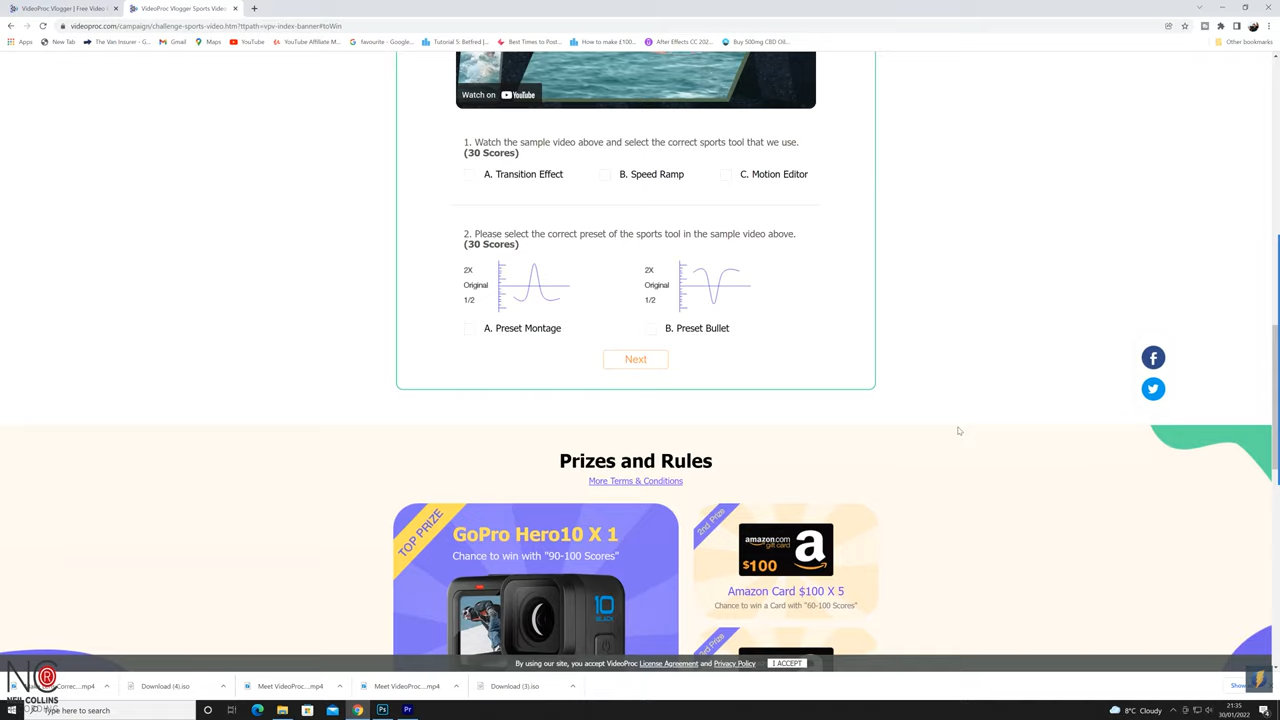 VideoProc Vlogger | Free Video
VideoProc Vlogger Sports Video
videoproc.com/campaign/challenge-sports-video.htm?ttpath=vpv-index-banner#toWin
Apps
New Tab
The Van Insurer - G...
Gmail
Maps
YouTube
YouTube Affiliate M...
favourite - Google...
Tutorial 5: Betfred |...
Best Times to Post...
How to make £100...
After Effects CC 202...
Buy 500mg CBD Oil...
Other bookmarks
Watch on YouTube
1. Watch the sample video above and select the correct sports tool that we use.
(30 Scores)
A. Transition Effect
B. Speed Ramp
C. Motion Editor
2. Please select the correct preset of the sports tool in the sample video above.
(30 Scores)
2X
Original
1/2
2X
Original
1/2
A. Preset Montage
B. Preset Bullet
Next
Prizes and Rules
More Terms & Conditions
TOP PRIZE
GoPro Hero10 X 1
Chance to win with "90-100 Scores"
10
BLACK
2nd Prize
amazon.com
gift card
a
$100
Amazon Card $100 X 5
Chance to win a Card with "60-100 Scores"
3rd Prize
By using our site, you accept VideoProc License Agreement and Privacy Policy
I ACCEPT
NC
NEIL COLLINS
Download (4).iso
Meet VideoProc....mp4
Meet VideoProc....mp4
Download (3).iso
Type here to search
8°C Cloudy
21:35
30/01/2022